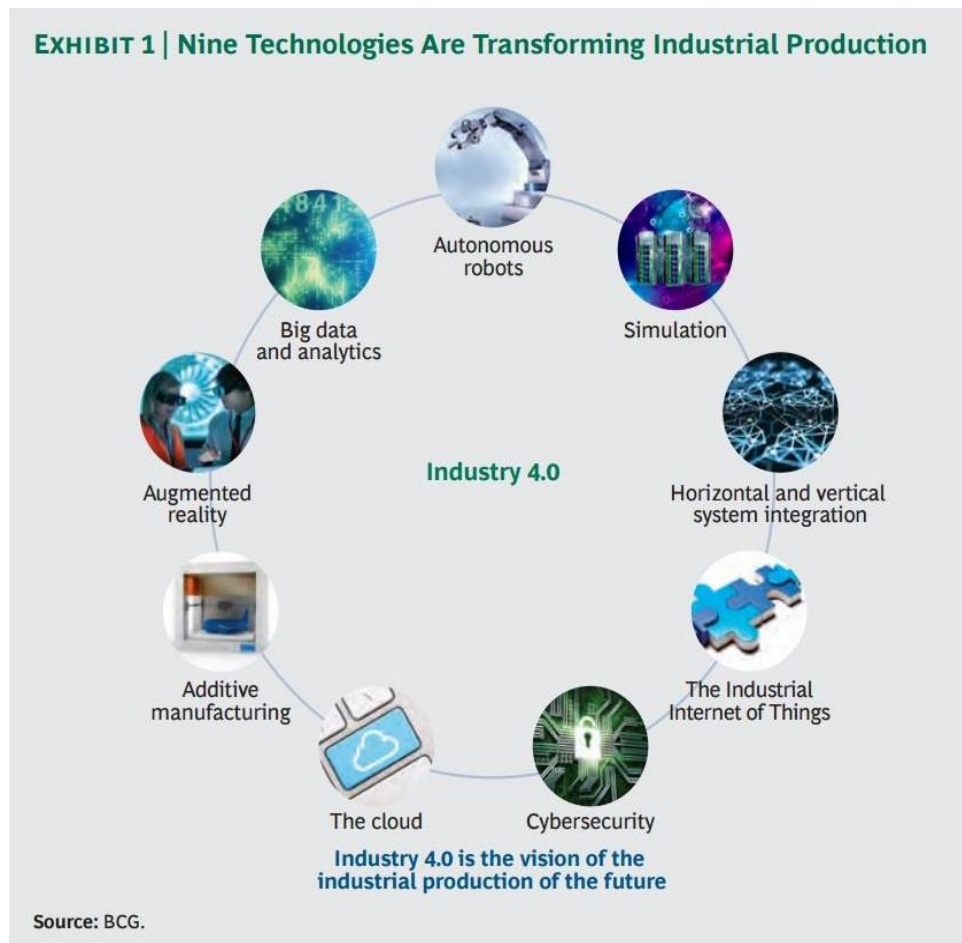 EXHIBIT 1 | Nine Technologies Are Transforming Industrial Production
Autonomous
robots
Simulation
Horizontal and vertical
system integration
The Industrial
Internet of Things
Cybersecurity
The cloud
Additive
manufacturing
Augmented
reality
Big data
and analytics
Industry 4.0
Industry 4.0 is the vision of the
industrial production of the future
Source: BCG.